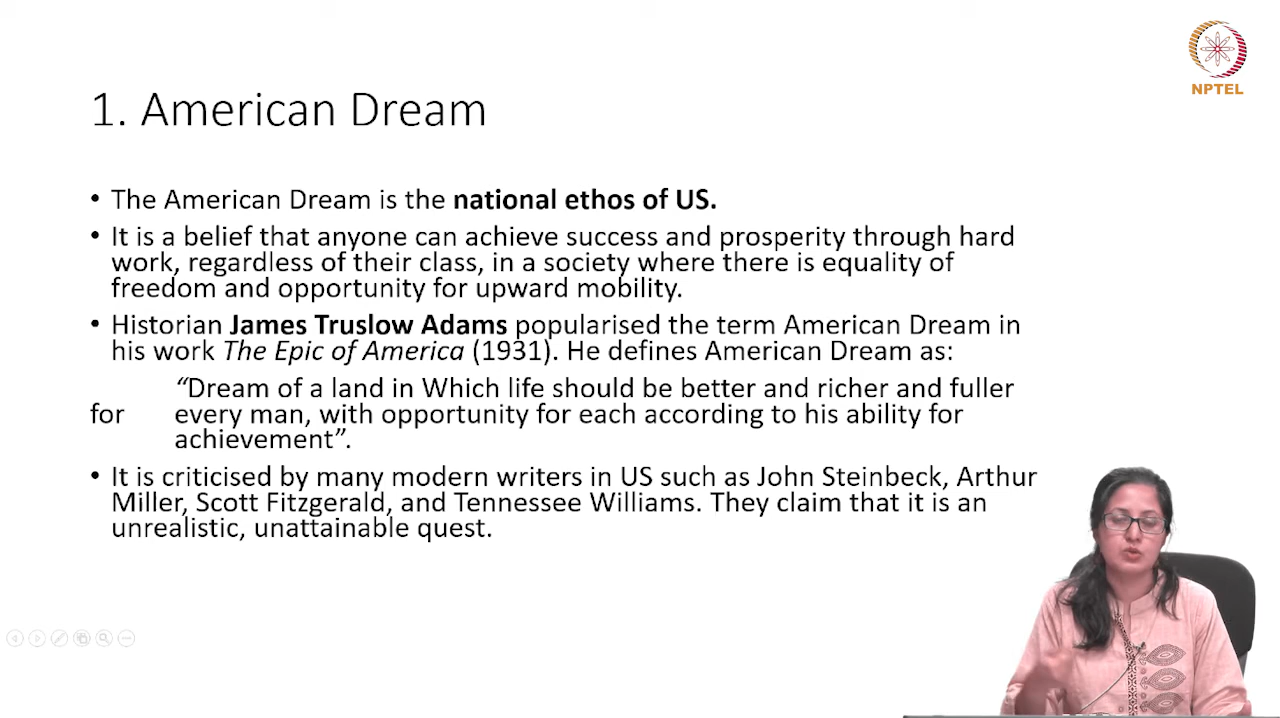 NPTEL
1. American Dream
• The American Dream is the national ethos of US.
• It is a belief that anyone can achieve success and prosperity through hard
work, regardless of their class, in a society where there is equality of
freedom and opportunity for upward mobility.
• Historian James Truslow Adams popularised the term American Dream in
his work The Epic of America (1931). He defines American Dream as:
“Dream of a land in Which life should be better and richer and fuller
for every man, with opportunity for each according to his ability for
achievement”.
• It is criticised by many modern writers in US such as John Steinbeck, Arthur
Miller, Scott Fitzgerald, and Tennessee Williams. They claim that it is an
unrealistic, unattainable quest.